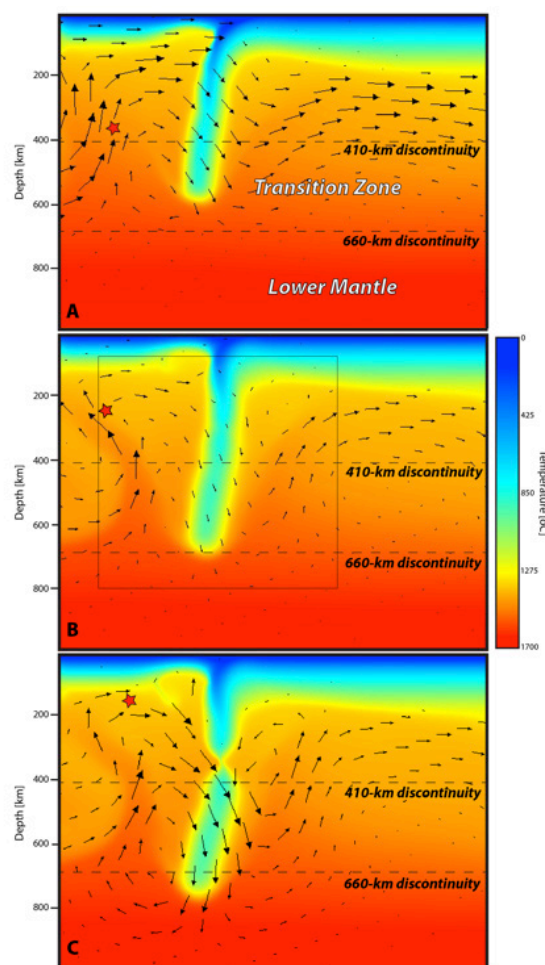 200
400
410-km discontinuity
Transition Zone
600
660-km discontinuity
800
Lower Mantle
A
Depth [km]
200
400
410-km discontinuity
600
660-km discontinuity
800
B
Depth [km]
0
425
850
1275
1700
Temperature [oC]
200
400
410-km discontinuity
600
660-km discontinuity
800
C
Depth [km]